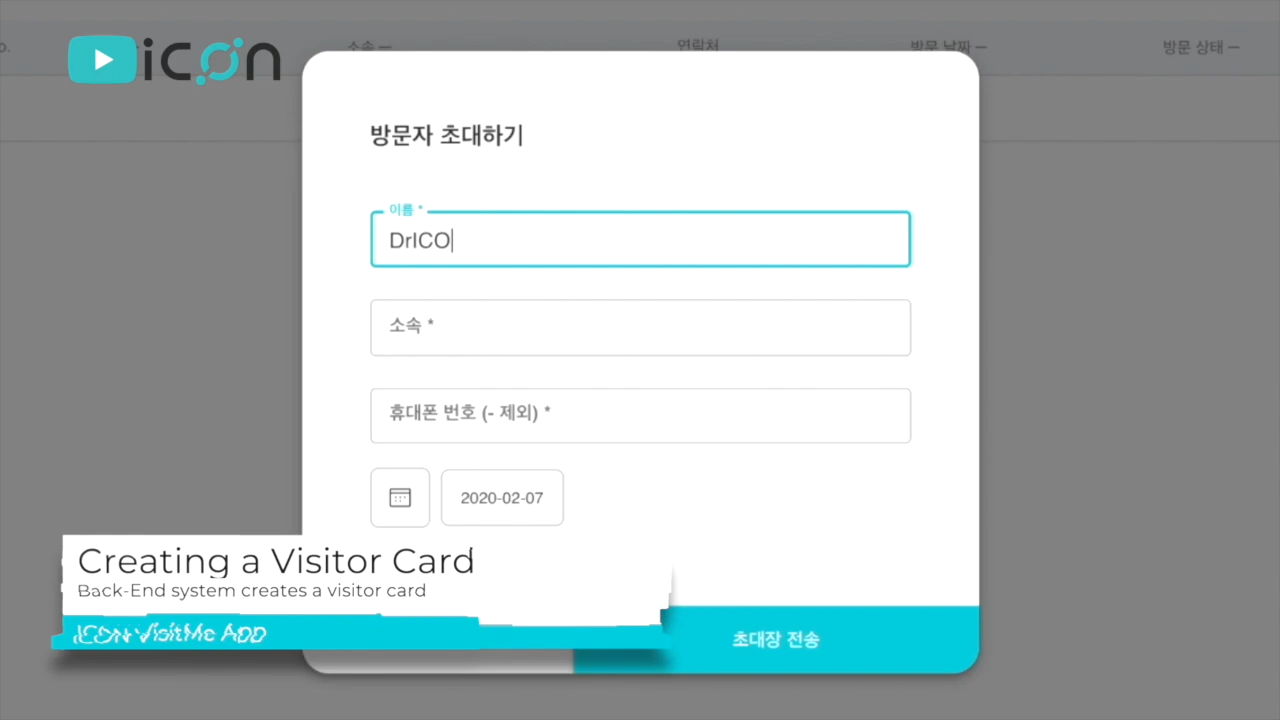 o.
소속
연락처
방문 날짜
방문 상태
icon
방문자 초대하기
이름 *
DrICO
소속 *
휴대폰 번호 (- 제외) *
2020-02-07
Creating a Visitor Card
Back-End system creates a visitor card
ICON VisitMe App
초대장 전송